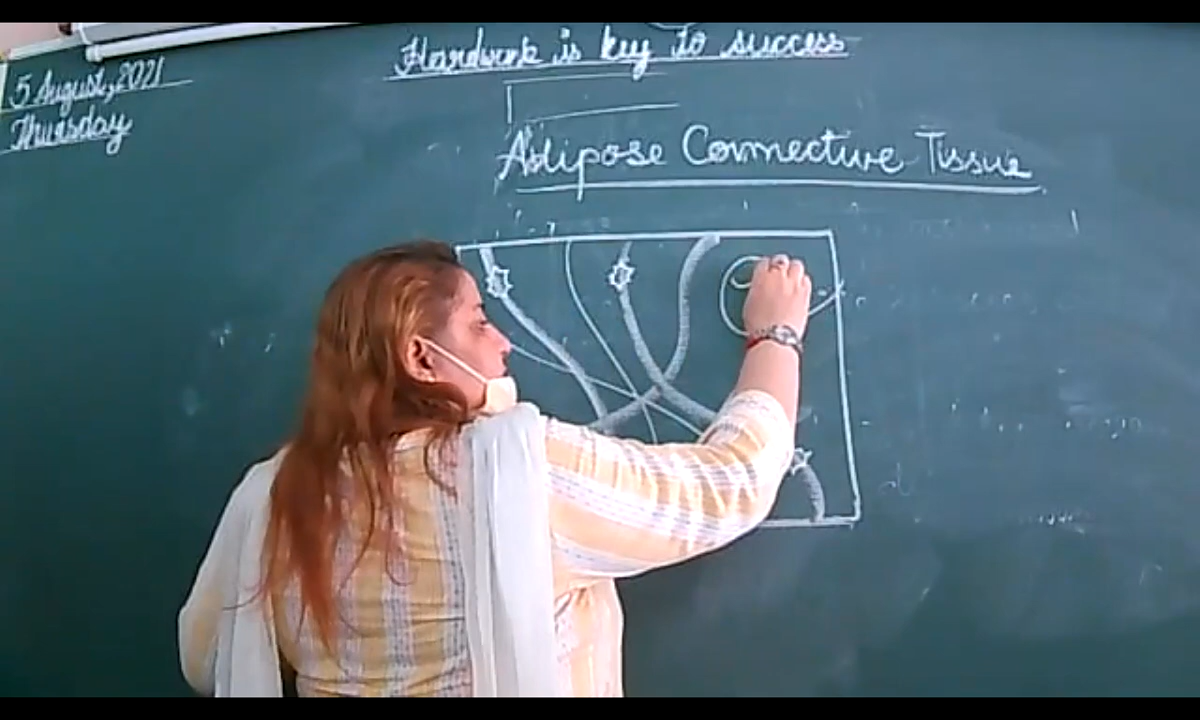 Hardwork is key to success
5 August, 2021
Thursday
Adipose Connective Tissue